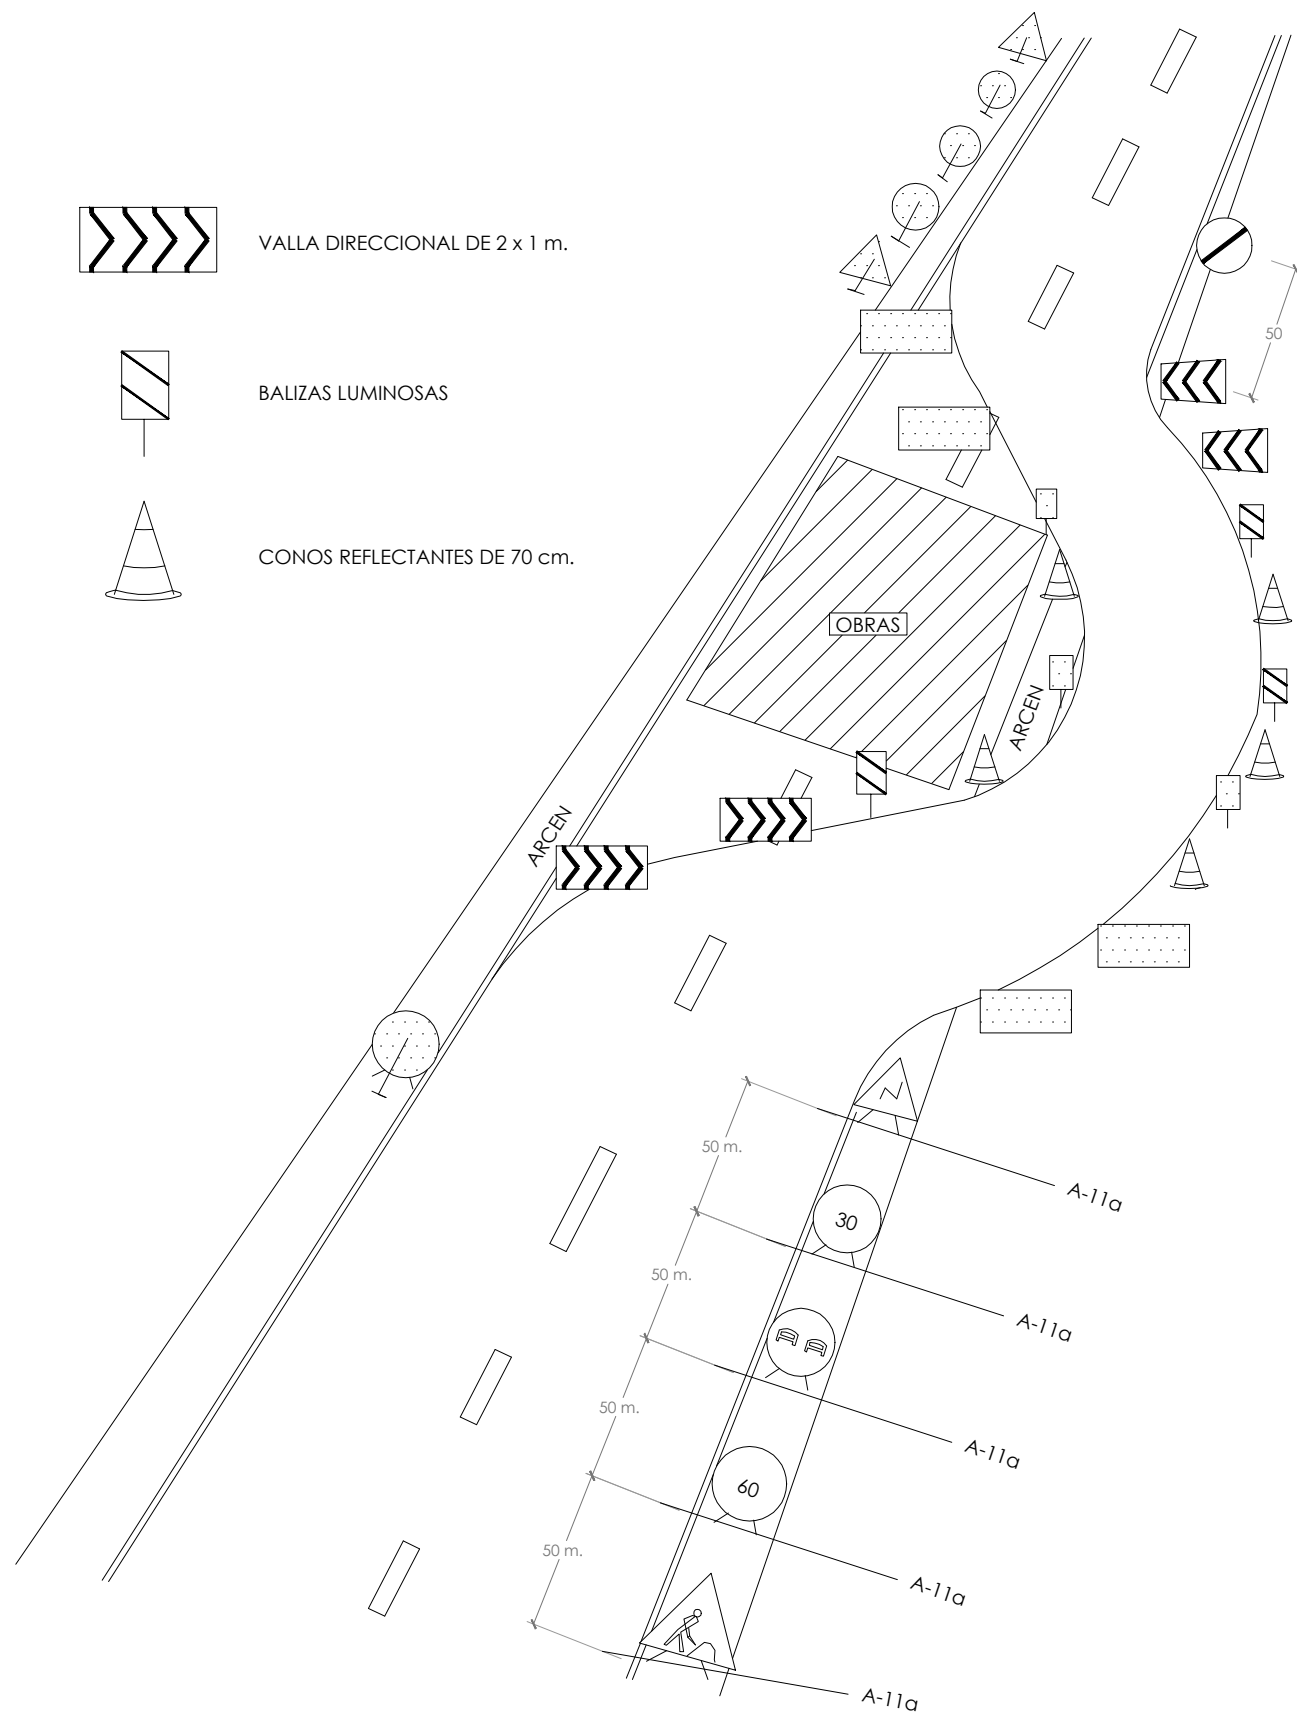 VALLA DIRECCIONAL DE 2 x 1 m.
50
BALIZAS LUMINOSAS
CONOS REFLECTANTES DE 70 cm.
OBRAS
ARCEN
ARCEN
50 m.
A-11a
30
50 m.
A-11a
50 m.
A-11a
60
50 m.
A-11a
A-11a